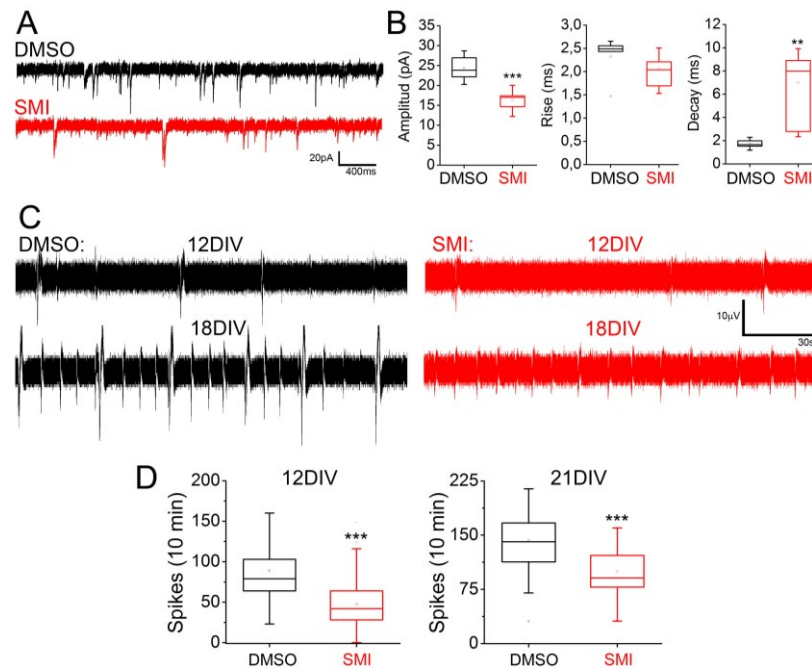 A
DMSO
SMI
20pA
400ms
B
Amplitud (pA)
35
30
25
20
15
10
5
0
***
DMSO SMI
Rise (ms)
3,0
2,5
2,0
1,5
1,0
0,5
0,0
DMSO SMI
Decay (ms)
12
10
8
6
4
2
0
**
DMSO SMI
C
DMSO: 12DIV
18DIV
SMI: 12DIV
10µV
30s
18DIV
D
12DIV
Spikes (10 min)
200
150
100
50
0
***
DMSO SMI
21DIV
Spikes (10 min)
225
150
75
0
***
DMSO SMI